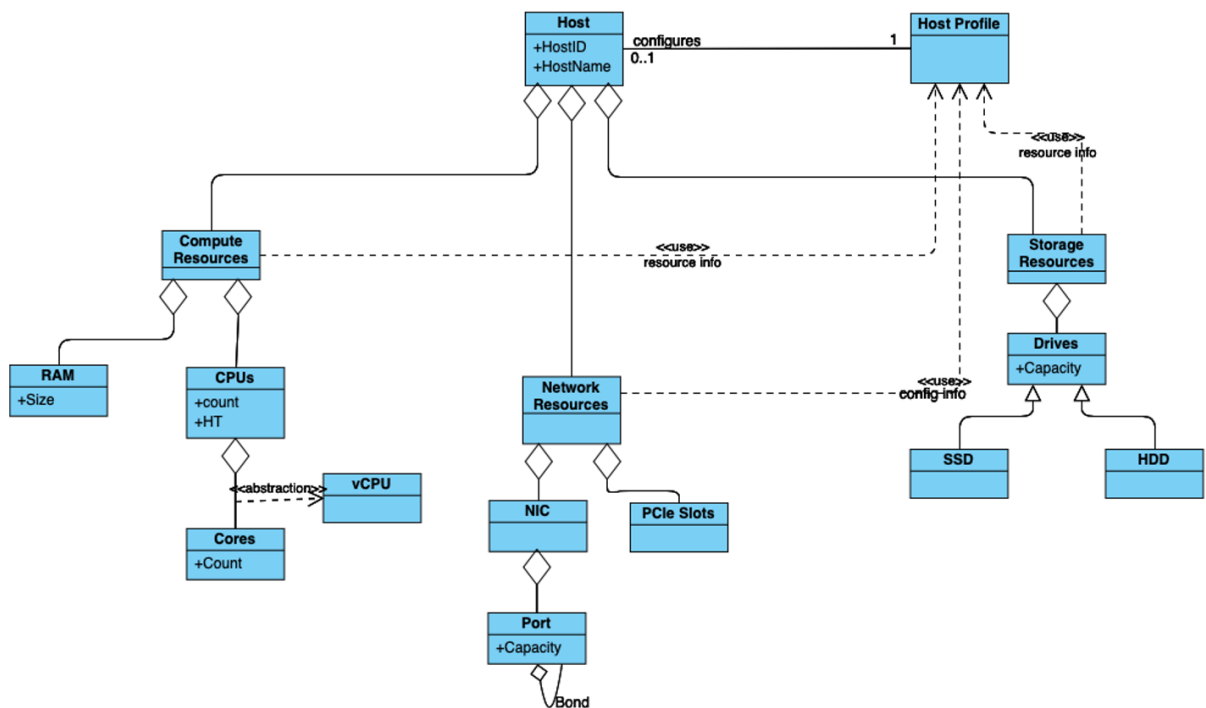 Host
+HostID
+HostName
configures
0..1
1
Host Profile
<<use>>
resource info
Compute
Resources
<<use>>
resource info
Storage
Resources
RAM
+Size
CPUs
+count
+HT
Network
Resources
<<use>>
config info
Drives
+Capacity
<<abstraction>>
vCPU
SSD
HDD
NIC
PCIe Slots
Cores
+Count
Port
+Capacity
Bond